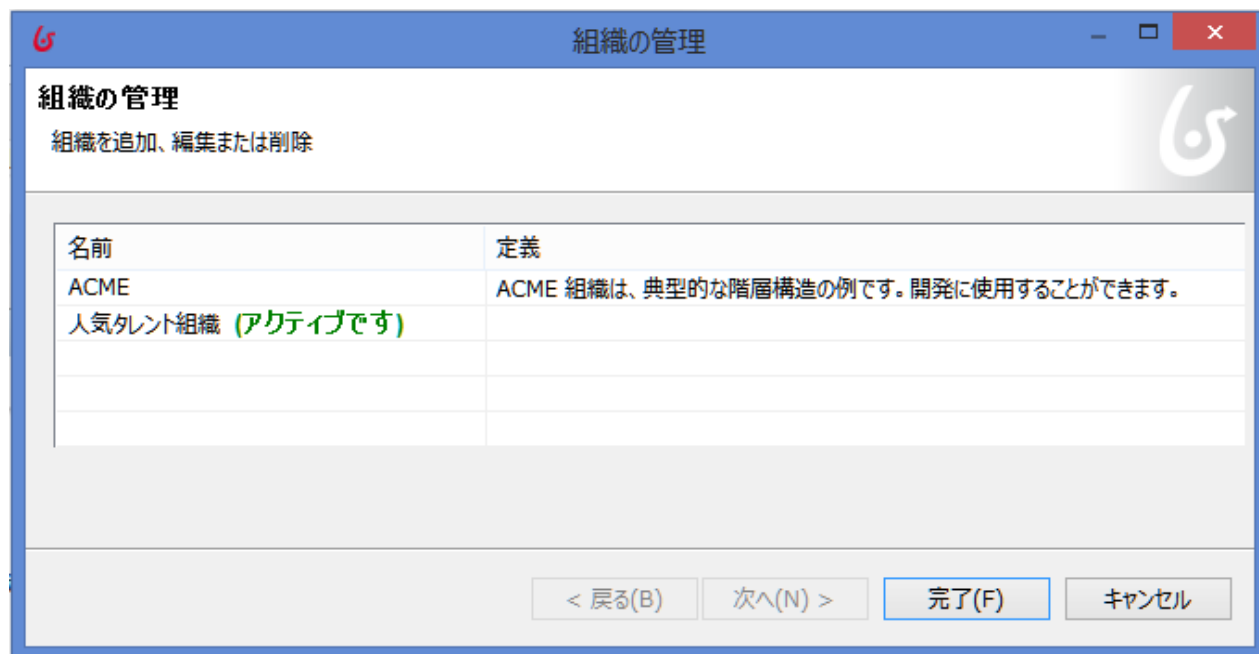 組織の管理
組織の管理
組織を追加、編集または削除
名前 定義
ACME ACME 組織は、典型的な階層構造の例です。開発に使用することができます。
人気タレント組織 (アクティブです)
< 戻る(B) 次へ(N) > 完了(F) キャンセル